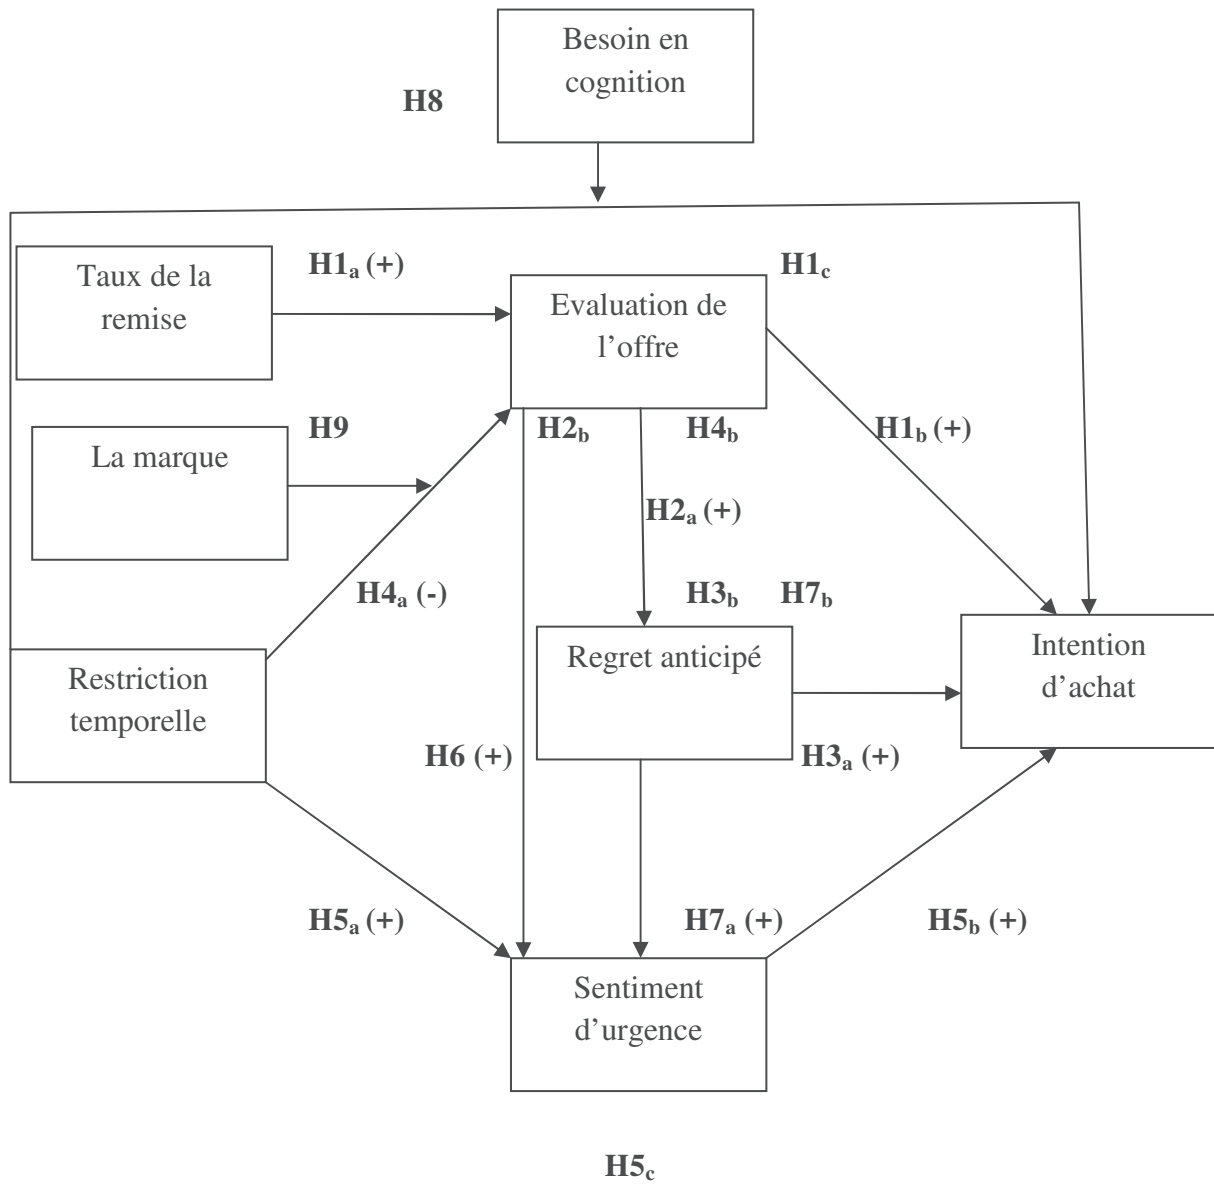 Besoin en
cognition
H8
Taux de la
remise
H1a (+)
Evaluation de
l’offre
H1c
La marque
H9
H2b
H4b
H1b (+)
H2a (+)
H4a (-)
H3b
H7b
Restriction
temporelle
Regret anticipé
Intention
d’achat
H6 (+)
H3a (+)
H5a (+)
H7a (+)
H5b (+)
Sentiment
d’urgence
H5c